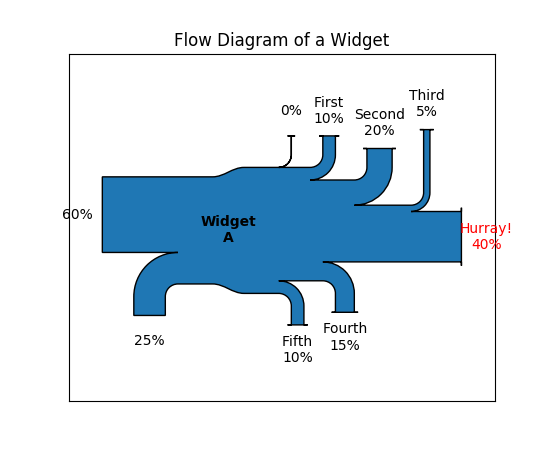 Flow Diagram of a Widget
Third
5%
First
10%
0%
Second
20%
60%
Widget
A
Hurray!
40%
25%
Fifth
10%
Fourth
15%